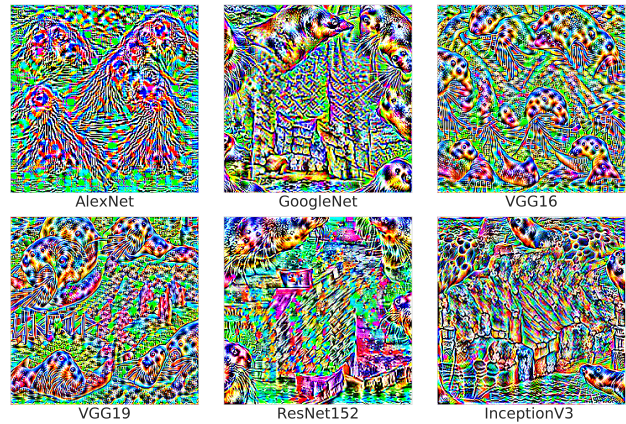 AlexNet
GoogleNet
VGG16
VGG19
ResNet152
InceptionV3